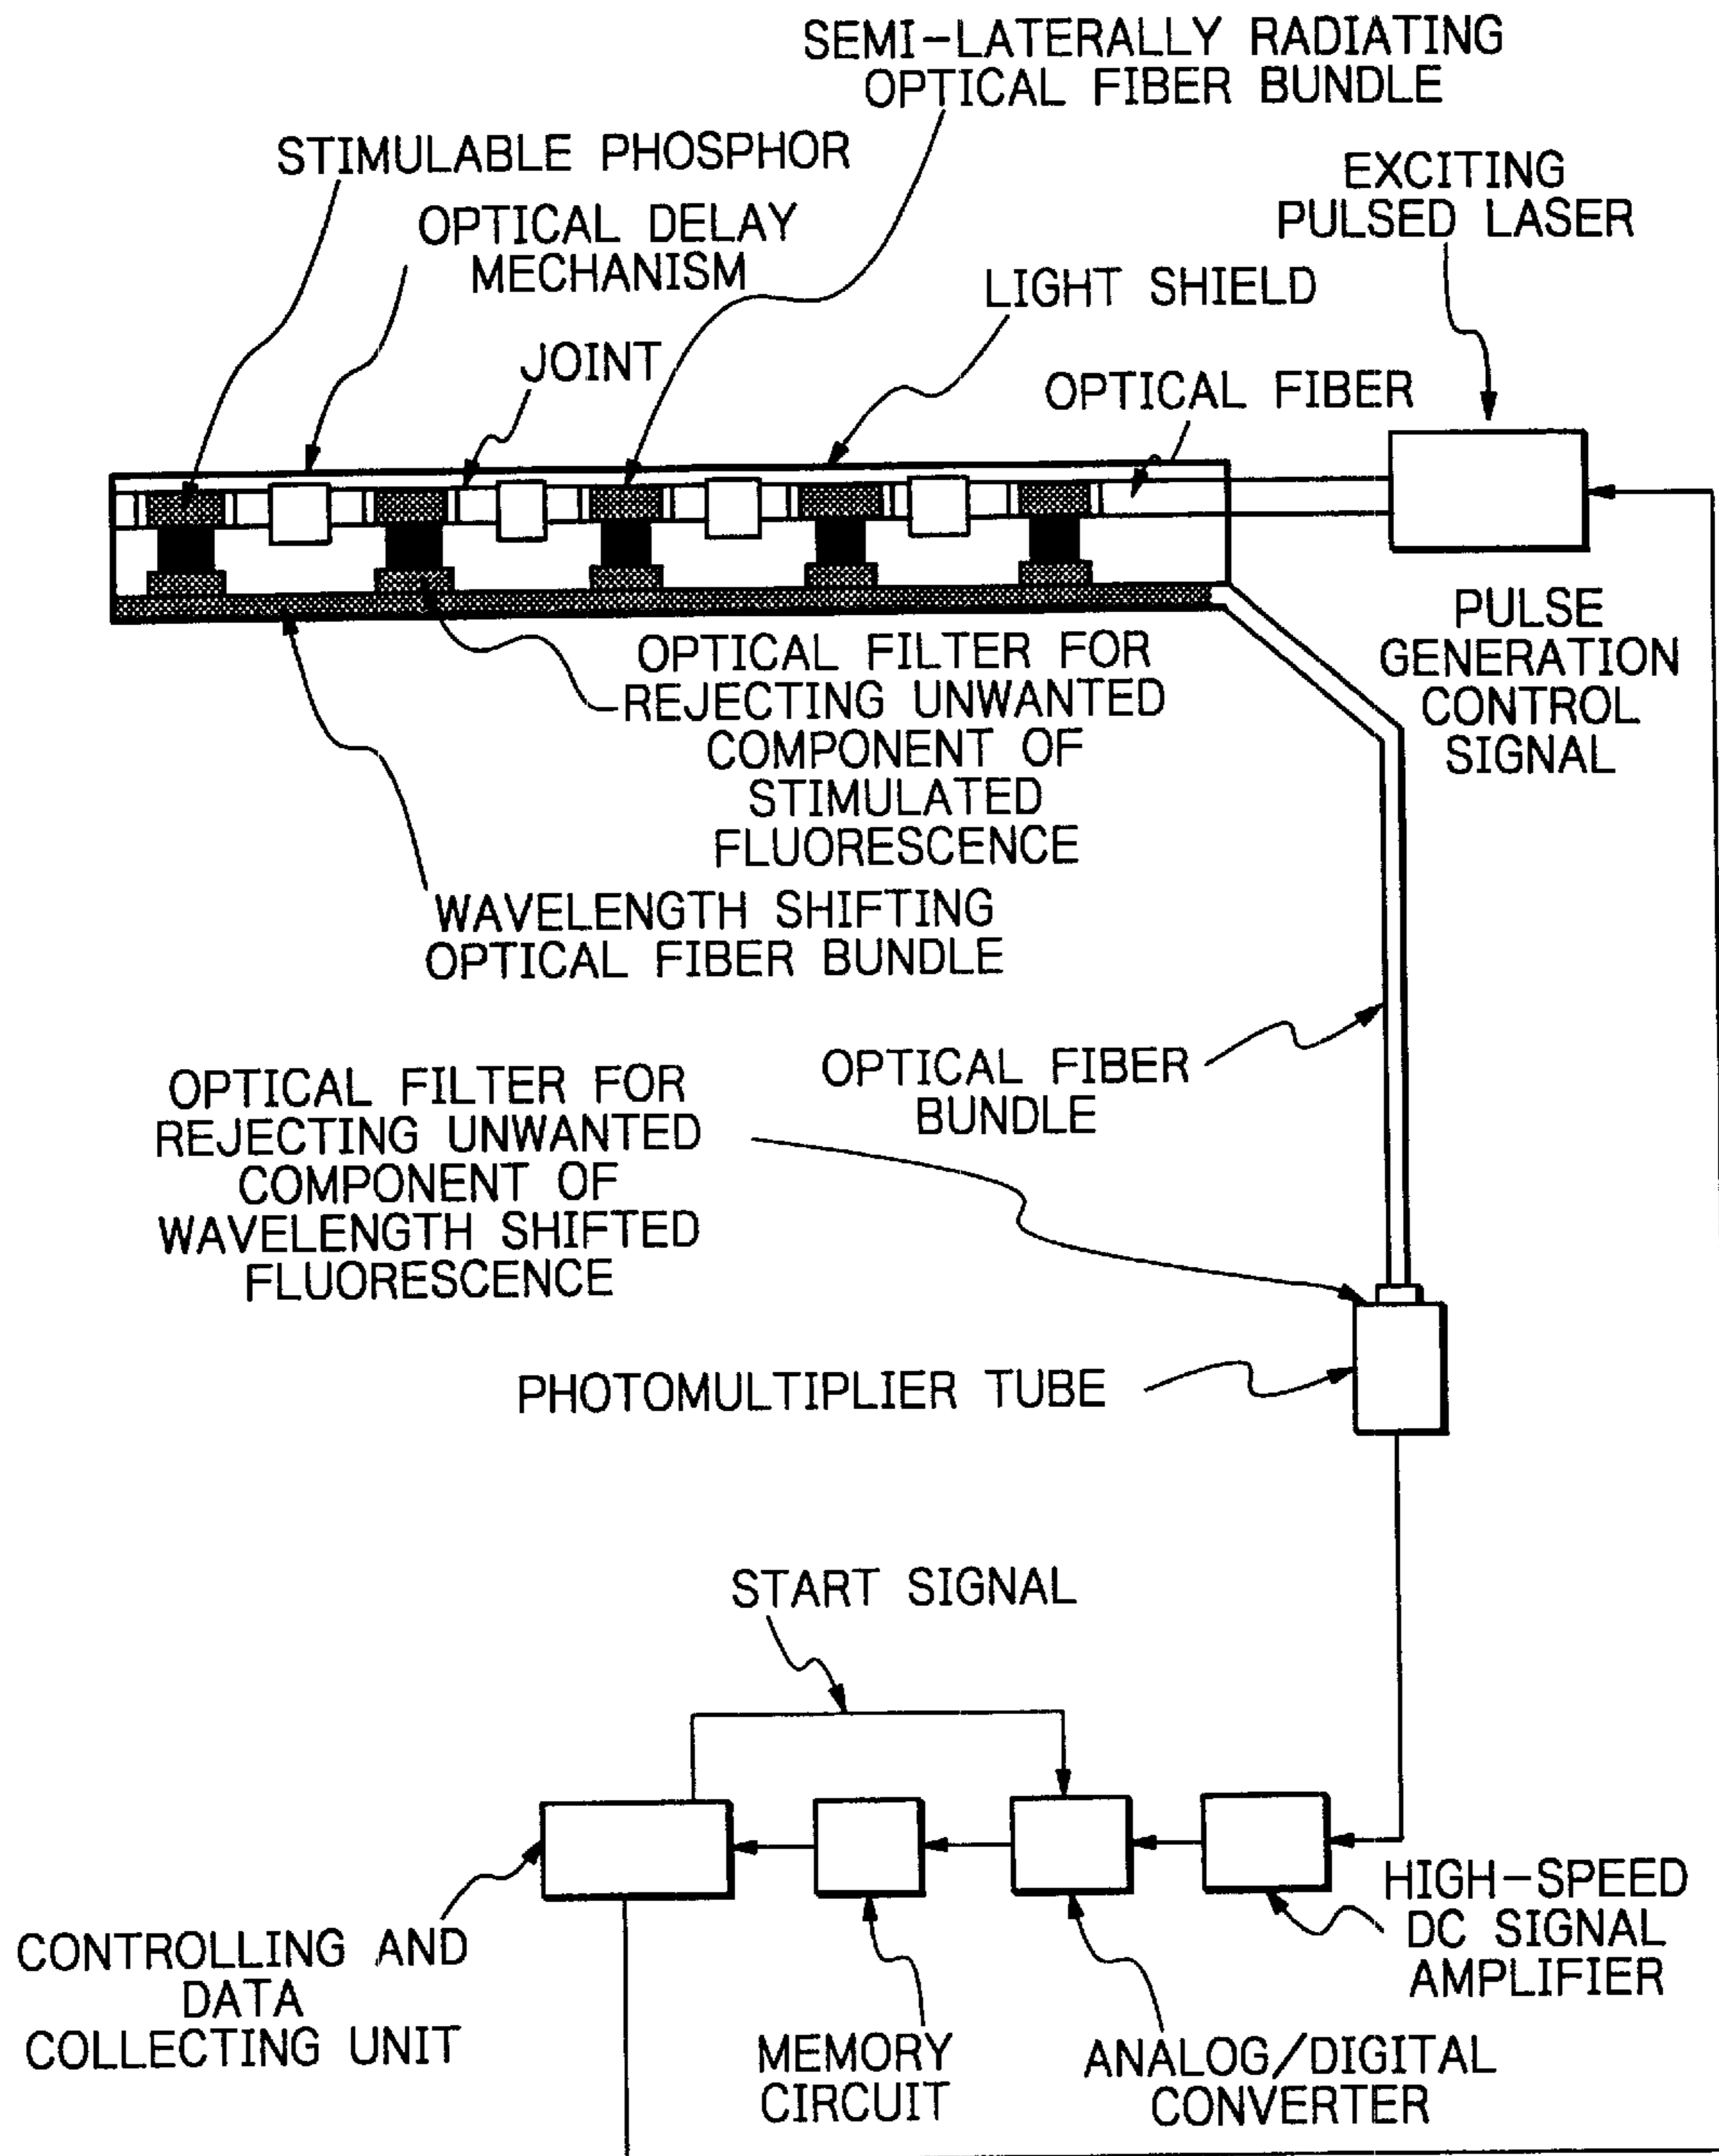 SEMI-LATERALLY RADIATING
OPTICAL FIBER BUNDLE
STIMULABLE PHOSPHOR
EXCITING
PULSED LASER
OPTICAL DELAY
MECHANISM
LIGHT SHIELD
JOINT
OPTICAL FIBER
PULSE
GENERATION
CONTROL
SIGNAL
OPTICAL FILTER FOR
REJECTING UNWANTED
COMPONENT OF
STIMULATED
FLUORESCENCE
WAVELENGTH SHIFTING
OPTICAL FIBER BUNDLE
OPTICAL FIBER
BUNDLE
OPTICAL FILTER FOR
REJECTING UNWANTED
COMPONENT OF
WAVELENGTH SHIFTED
FLUORESCENCE
PHOTOMULTIPLIER TUBE
START SIGNAL
HIGH-SPEED
DC SIGNAL
AMPLIFIER
CONTROLLING AND
DATA
COLLECTING UNIT
MEMORY
CIRCUIT
ANALOG/DIGITAL
CONVERTER